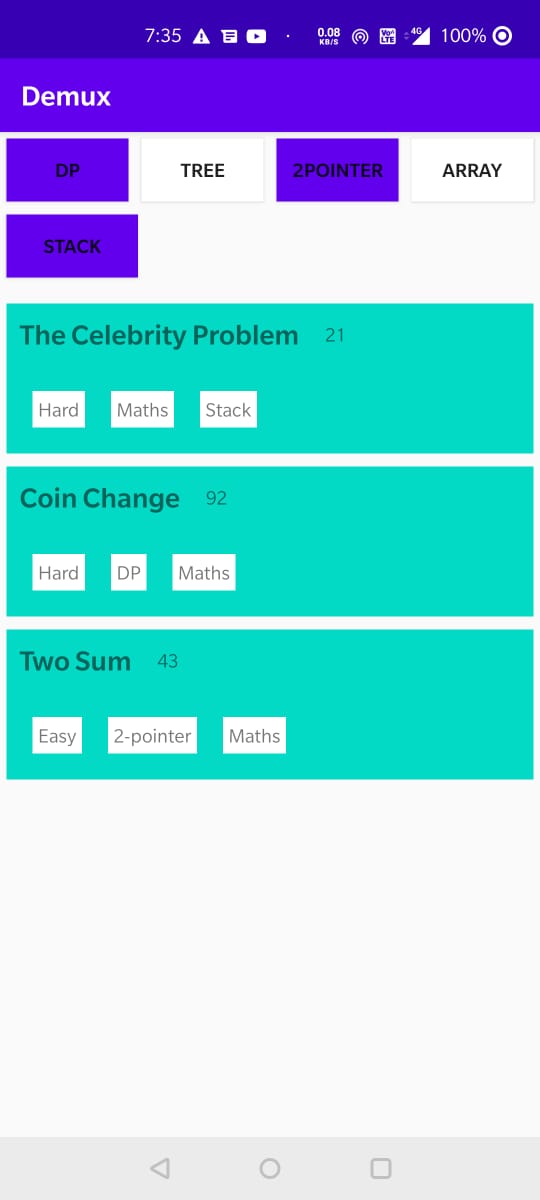 7:35 0.08 KB/S Vo) LTE 4G 100%
Demux
DP TREE 2POINTER ARRAY
STACK
The Celebrity Problem 21
Hard Maths Stack
Coin Change 92
Hard DP Maths
Two Sum 43
Easy 2-pointer Maths